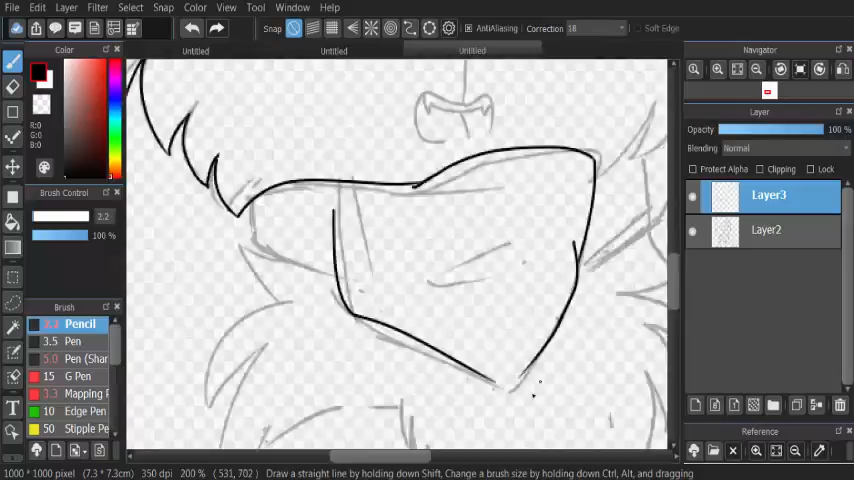 File Edit Layer Filter Snap Color View Tool Window Help
Snap AntiAliasing Correction 18 Soft Edge
Color
Untitled Untitled Untitled
Navigator
R:0
G:0
B:0
Layer
Opacity 100 %
Blending Normal
Protect Alpha Clipping Lock
Brush Control
Layer3
2.2
100 %
Layer2
Brush
2.2 Pencil
3.5 Pen
5.0 Pen (Shar
15 G Pen
3.3 Mapping
10 Edge Pen
50 Stipple Pe
Reference
1000 * 1000 pixel (7.3 * 7.3cm) 350 dpi 200 % ( 531, 702 ) Draw a straight line by holding down Shift, Change a brush size by holding down Ctrl, Alt, and dragging